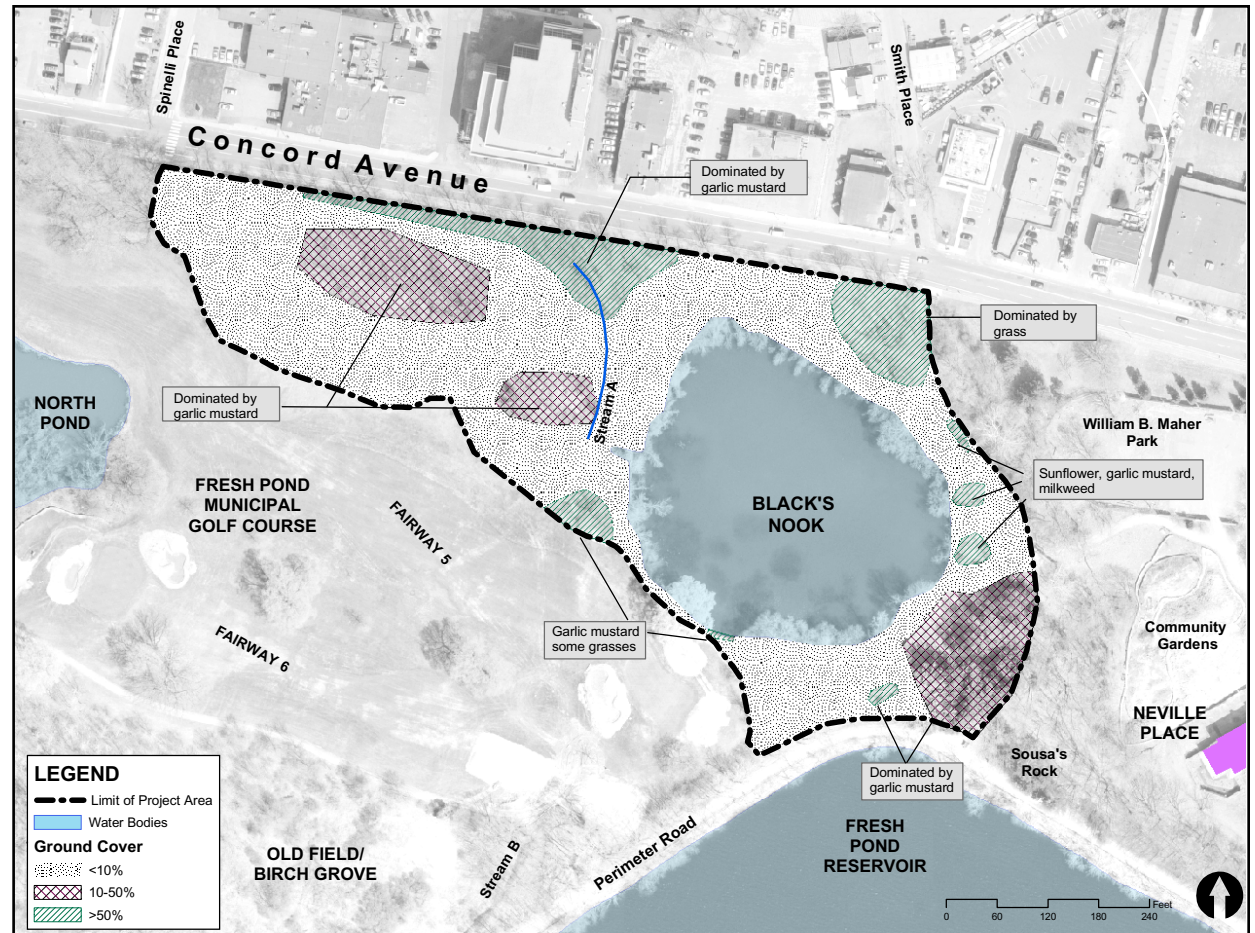 Spinelli Place
Smith Place
Concord Avenue
Dominated by
garlic mustard
Dominated by
grass
Dominated by
garlic mustard
Stream A
NORTH
POND
William B. Maher
Park
Sunflower, garlic mustard,
milkweed
FRESH POND
MUNICIPAL
GOLF COURSE
FAIRWAY 5
BLACK'S
NOOK
FAIRWAY 6
Garlic mustard
some grasses
Community
Gardens
NEVILLE
PLACE
Sousa's
Rock
Dominated by
garlic mustard
LEGEND
Limit of Project Area
Water Bodies
Ground Cover
<10%
10-50%
>50%
OLD FIELD/
BIRCH GROVE
Stream B
Perimeter Road
FRESH
POND
RESERVOIR
Feet
0 60 120 180 240